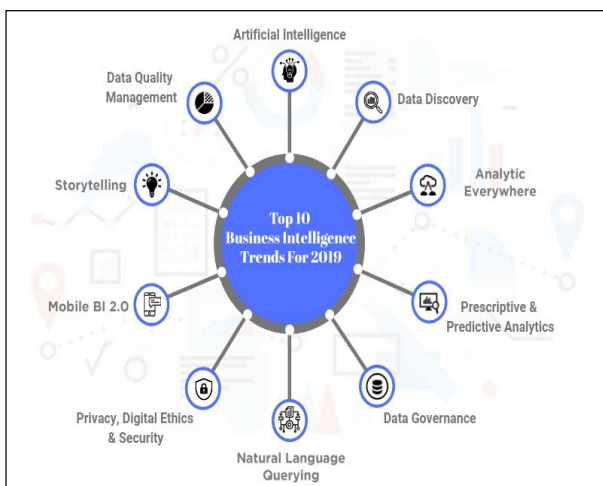 Artificial Intelligence
Data Quality
Management
Data Discovery
Storytelling
Analytic
Everywhere
Top 10
Business Intelligence
Trends For 2019
Mobile BI 2.0
Prescriptive &
Predictive Analytics
Privacy, Digital Ethics
& Security
Data Governance
Natural Language
Querying